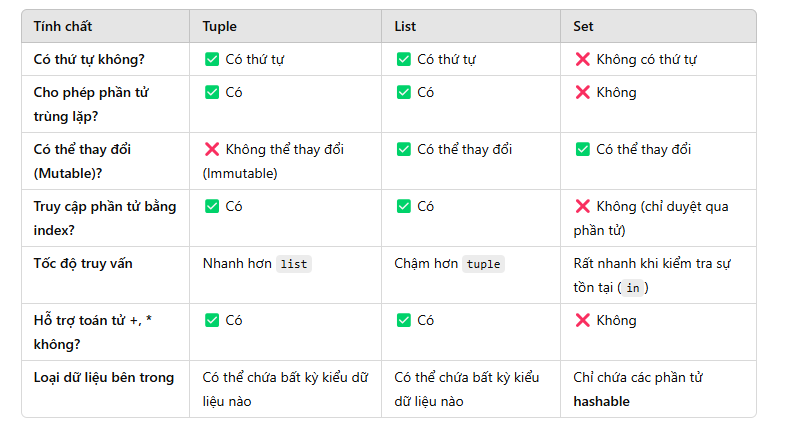 Tính chất Tuple List Set
Có thứ tự không? ✅ Có thứ tự ✅ Có thứ tự ❌ Không có thứ tự
Cho phép phần tử ✅ Có ✅ Có ❌ Không
trùng lặp?
Có thể thay đổi ❌ Không thể thay đổi ✅ Có thể thay đổi ✅ Có thể thay đổi
(Mutable)? (Immutable)
Truy cập phần tử bằng ✅ Có ✅ Có ❌ Không (chỉ duyệt qua
index? phần tử)
Tốc độ truy vấn Nhanh hơn list Chậm hơn tuple Rất nhanh khi kiểm tra sự
tồn tại (in)
Hỗ trợ toán tử +, * ✅ Có ✅ Có ❌ Không
không?
Loại dữ liệu bên trong Có thể chứa bất kỳ kiểu dữ Có thể chứa bất kỳ kiểu Chỉ chứa các phần tử
liệu nào dữ liệu nào hashable